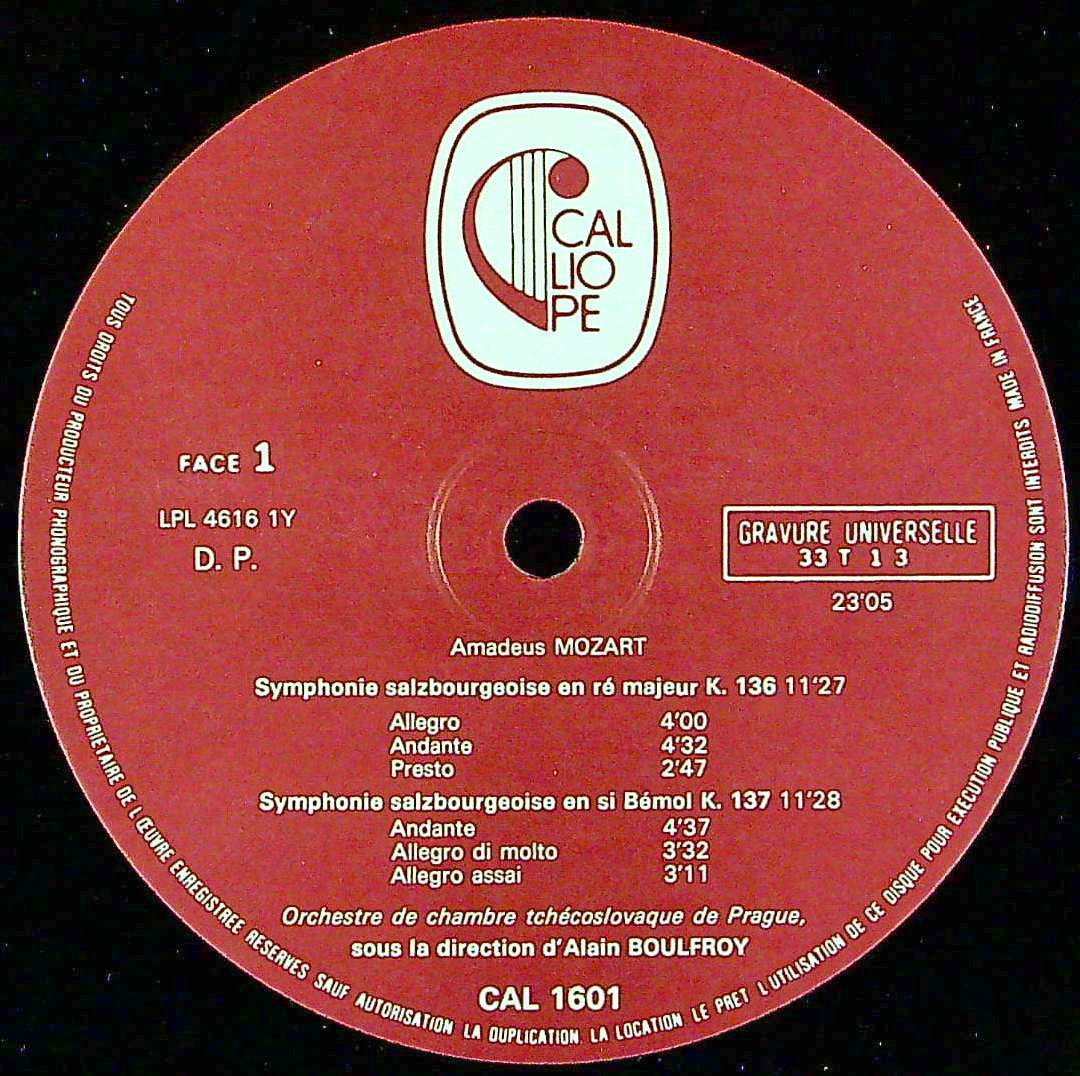 CAL
LIO
PE
FACE 1
LPL 4616 1Y
D. P.
GRAVURE UNIVERSELLE
33 T 1 3
23'05
Amadeus MOZART
Symphonie salzbourgeoise en ré majeur K. 136 11'27
Allegro 4'00
Andante 4'32
Presto 2'47
Symphonie salzbourgeoise en si Bémol K. 137 11'28
Andante 4'37
Allegro di molto 3'32
Allegro assai 3'11
Orchestre de chambre tchécoslovaque de Prague,
sous la direction d'Alain BOULFROY
CAL 1601
TOUS DROITS DU PRODUCTEUR PHONOGRAPHIQUE ET DU PROPRIETAIRE DE L'ŒUVRE ENREGISTREE RESERVES SAUF AUTORISATION LA DUPLICATION, LA LOCATION LE PRET L'UTILISATION DE CE DISQUE POUR EXECUTION PUBLIQUE ET RADIODIFFUSION SONT INTERDITS MADE IN FRANCE